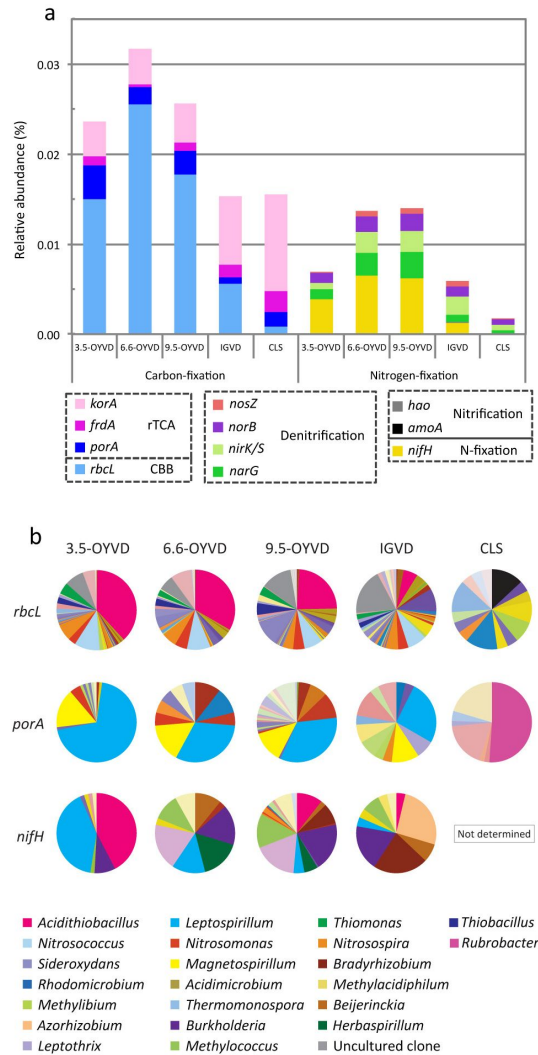 a
Relative abundance (%)
0.03
0.02
0.01
0.00
3.5-OYVD 6.6-OYVD 9.5-OYVD IGVD CLS 3.5-OYVD 6.6-OYVD 9.5-OYVD IGVD CLS
Carbon-fixation Nitrogen-fixation
korA
frdA rTCA
porA
rbcL CBB
nosZ
norB
Denitrification
nirK/S
narG
hao
Nitrification
amoA
nifH N-fixation
b
3.5-OYVD 6.6-OYVD 9.5-OYVD IGVD CLS
rbcL
porA
nifH
Not determined
Acidithiobacillus Leptospirillum Thiomonas Thiobacillus
Nitrosococcus Nitrosomonas Nitrosospira Rubrobacter
Sideroxydans Magnetospirillum Bradyrhizobium
Rhodomicrobium Acidimicrobium Methylacidiphilum
Methylibium Thermomonospora Beijerinckia
Azorhizobium Burkholderia Herbaspirillum
Leptothrix Methylococcus Uncultured clone